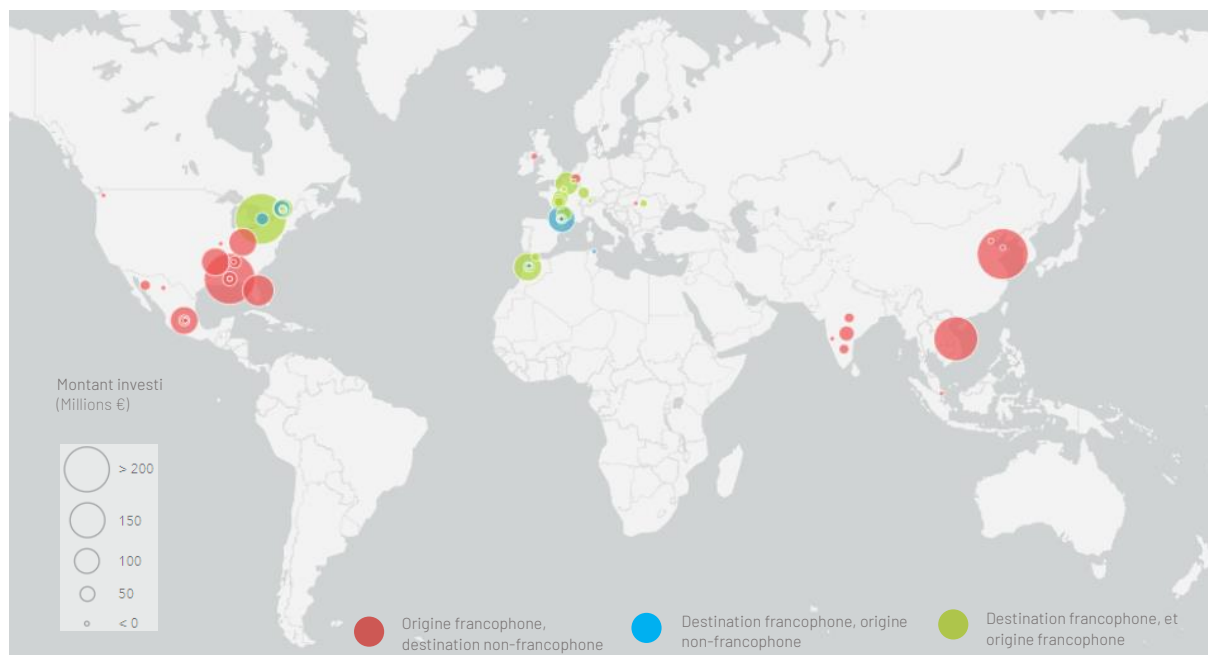 Montant investi
(Millions €)
> 200
150
100
50
< 0
Origine francophone,
destination non-francophone
Destination francophone, origine
non-francophone
Destination francophone, et
origine francophone